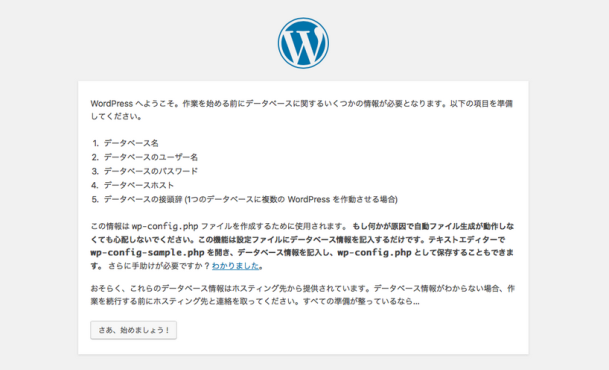 WordPress へようこそ。作業を始める前にデータベースに関するいくつかの情報が必要となります。以下の項目を準備
してください。
1. データベース名
2. データベースのユーザー名
3. データベースのパスワード
4. データベースホスト
5. データベースの接頭辞 (1つのデータベースに複数の WordPress を作動させる場合)
この情報は wp-config.php ファイルを作成するために使用されます。 もし何かが原因で自動ファイル生成が動作しな
くても心配しないでください。この機能は設定ファイルにデータベース情報を記入するだけです。テキストエディターで
wp-config-sample.php を開き、データベース情報を記入し、wp-config.php として保存することもできま
す。 さらに手助けが必要ですか ? わかりました。
おそらく、これらのデータベース情報はホスティング先から提供されています。データベース情報がわからない場合、作
業を続行する前にホスティング先と連絡を取ってください。すべての準備が整っているなら...
さあ、始めましょう !